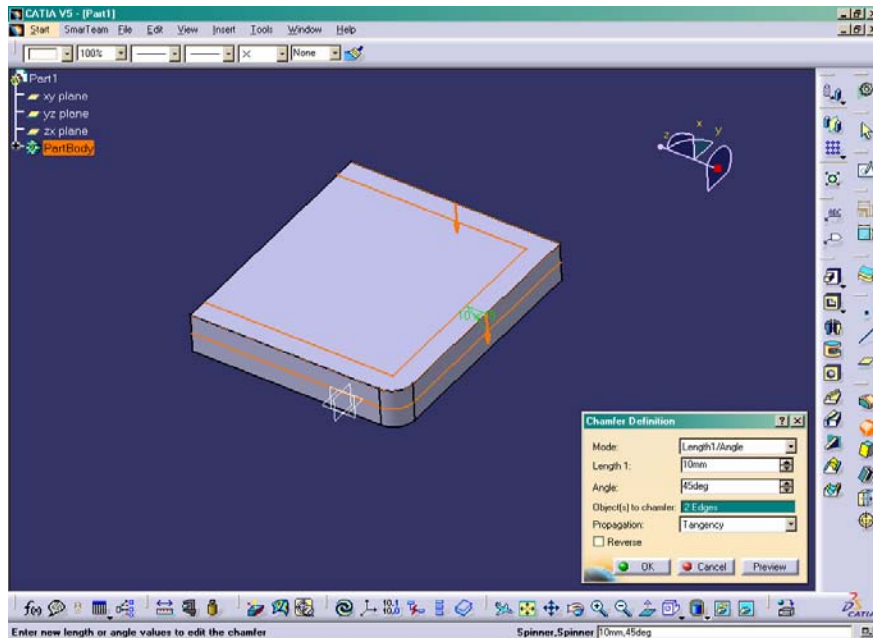 CATIA V5 - [Part1]
Start SmarTeam File Edit View Insert Tools Window Help
100% None
Part1
xy plane
yz plane
zx plane
PartBody
z x y
ABC
Chamfer Definition
Mode: Length1/Angle
Length 1: 10mm
Angle: 45deg
Object(s) to chamfer: 2 Edges
Propagation: Tangency
Reverse
OK Cancel Preview
f(x)
CATIA
Enter new length or angle values to edit the chamfer Spinner,Spinner 10mm,45deg